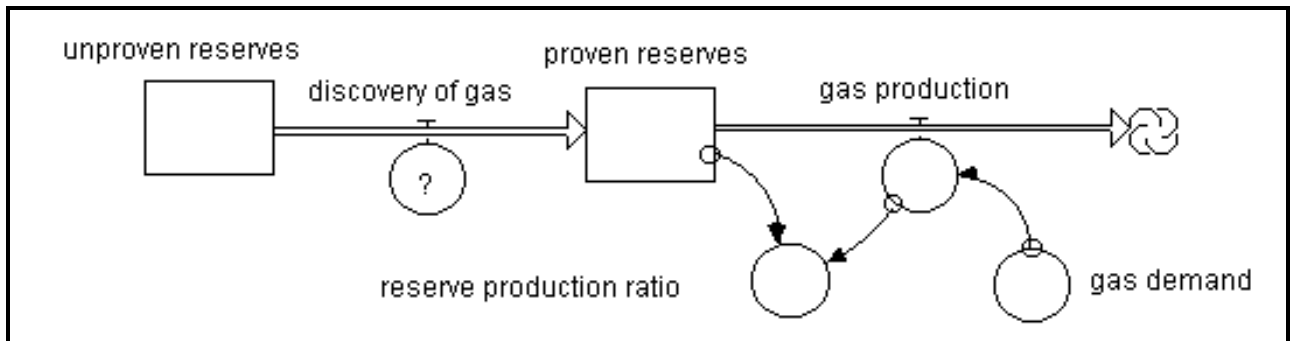 unproven reserves
discovery of gas
proven reserves
gas production
?
reserve production ratio
gas demand